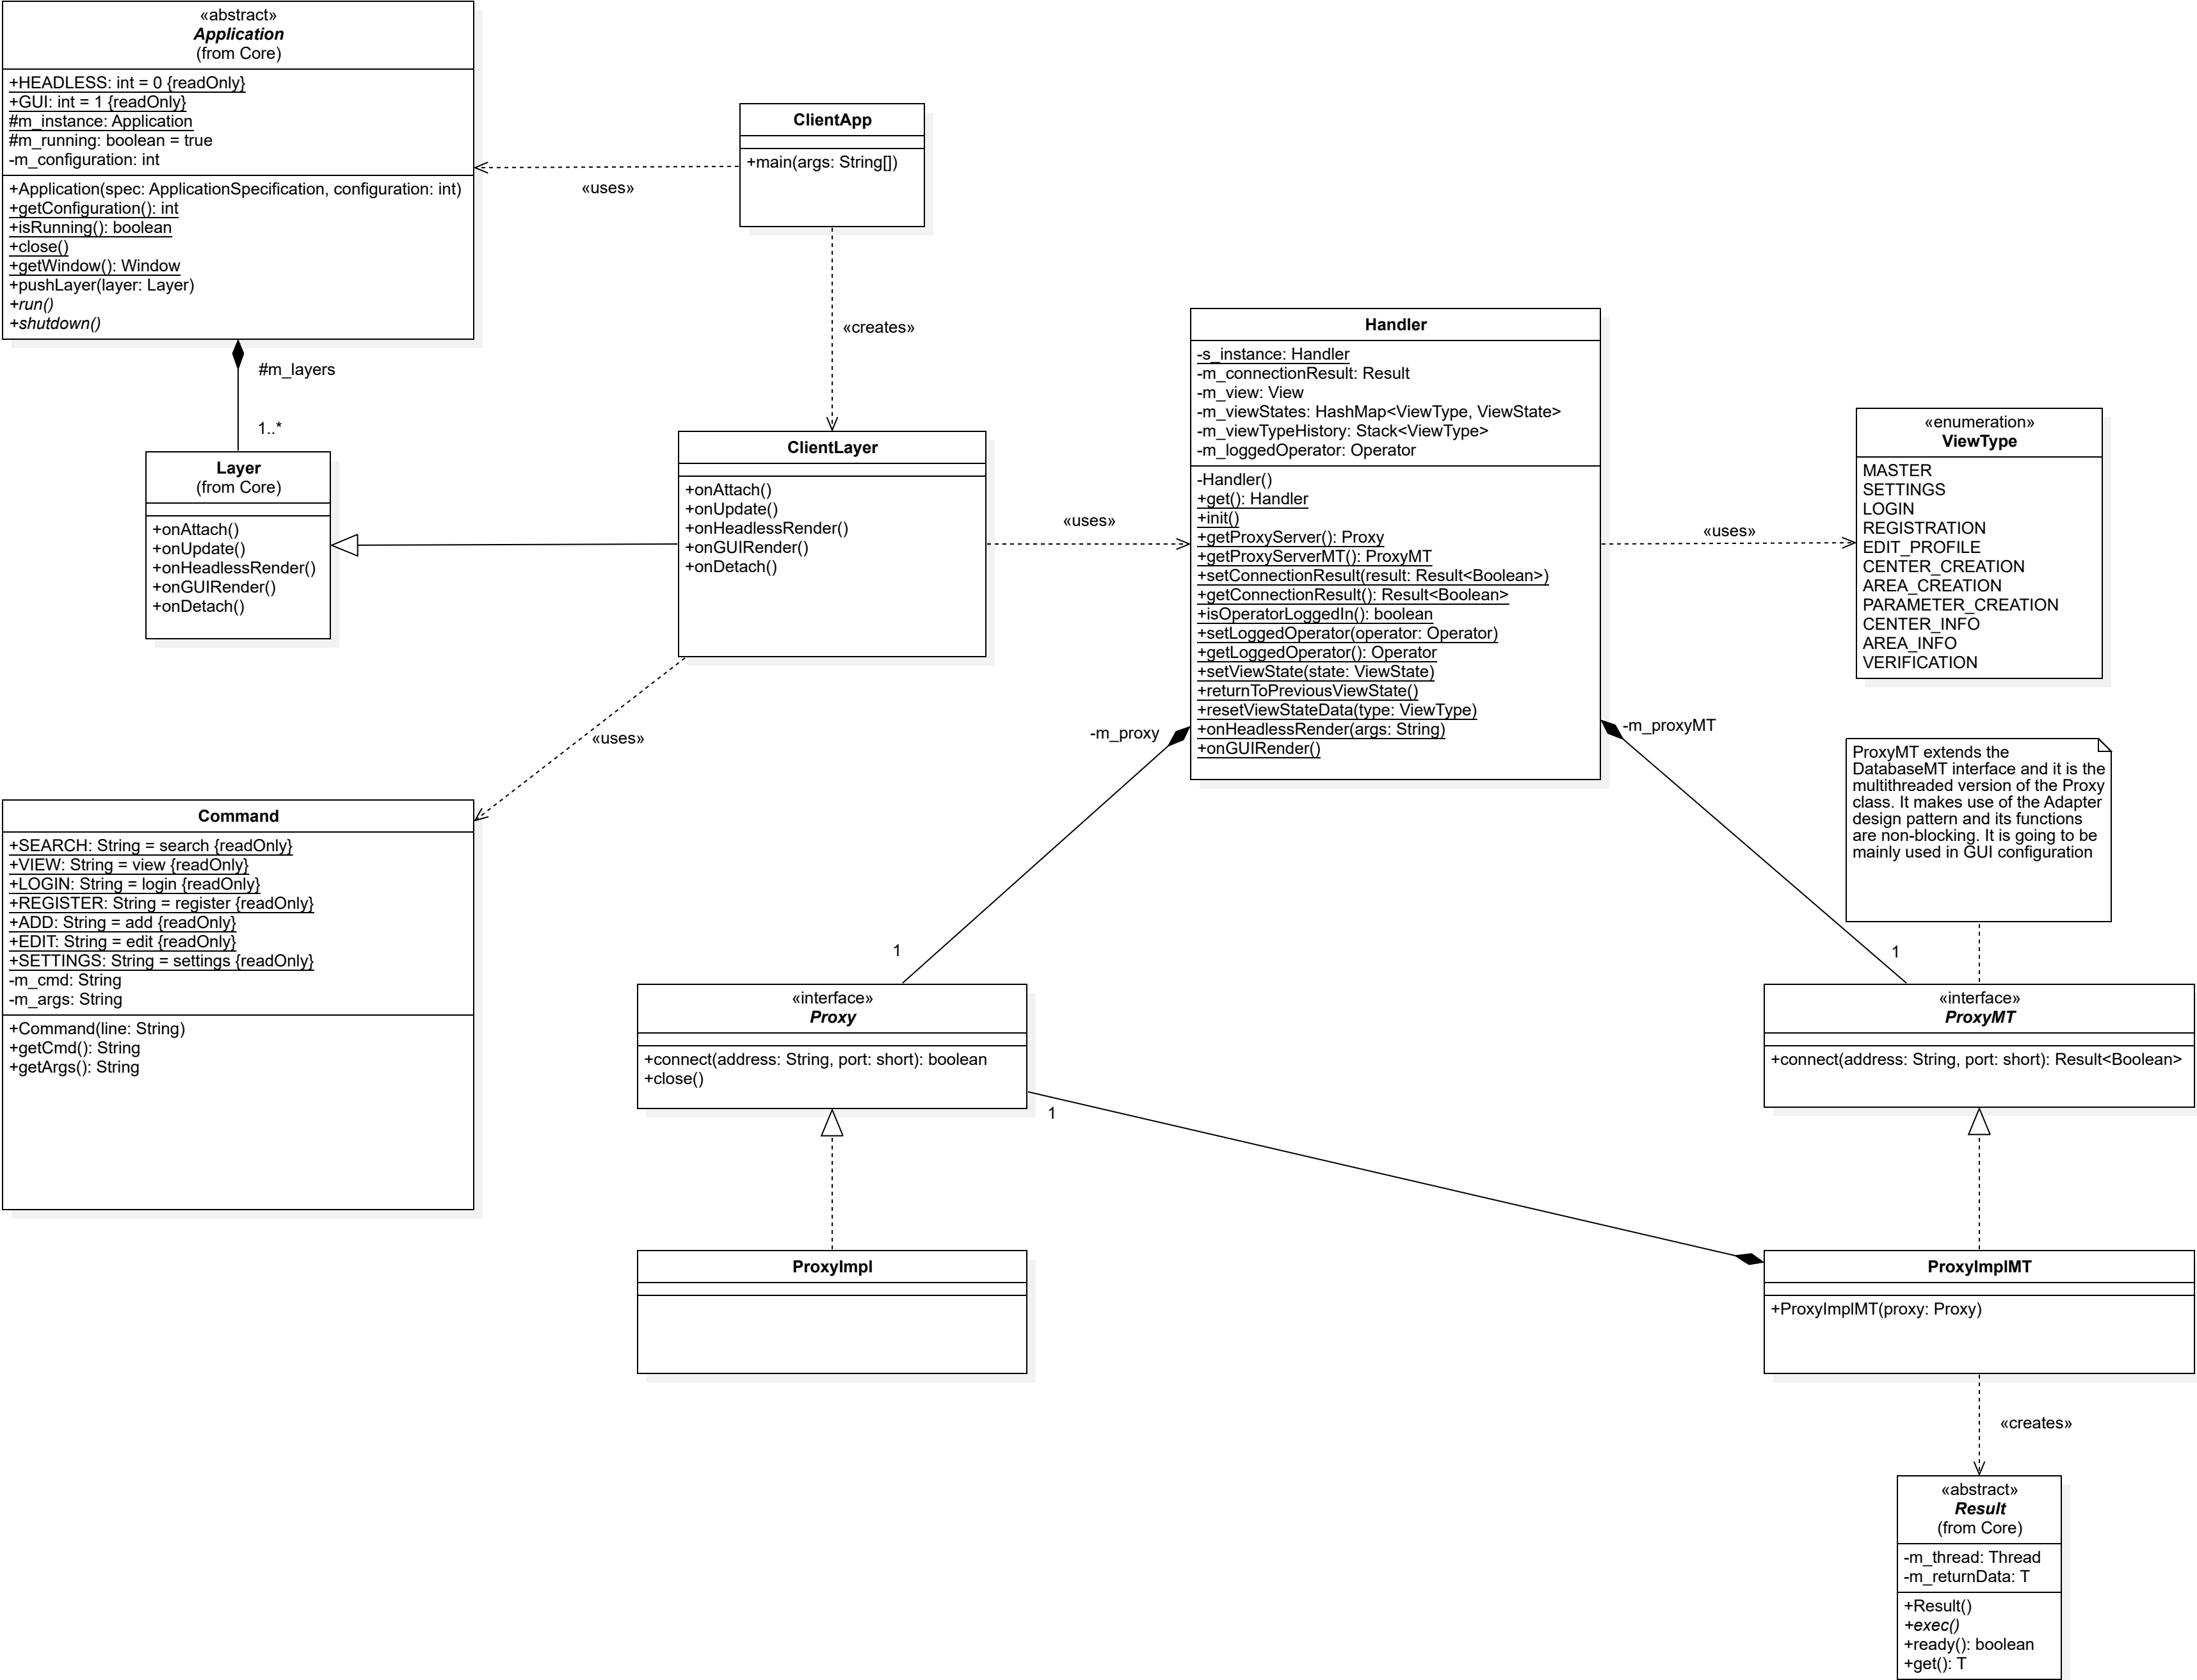 «abstract»
Application
(from Core)
+HEADLESS: int = 0 {readOnly}
+GUI: int = 1 {readOnly}
#m_instance: Application
#m_running: boolean = true
-m_configuration: int
+Application(spec: ApplicationSpecification, configuration: int)
+getConfiguration(): int
+isRunning(): boolean
+close()
+getWindow(): Window
+pushLayer(layer: Layer)
+run()
+shutdown()
«uses»
ClientApp
+main(args: String[])
«creates»
#m_layers
1..*
Layer
(from Core)
+onAttach()
+onUpdate()
+onHeadlessRender()
+onGUIRender()
+onDetach()
ClientLayer
+onAttach()
+onUpdate()
+onHeadlessRender()
+onGUIRender()
+onDetach()
«uses»
Handler
-s_instance: Handler
-m_connectionResult: Result
-m_view: View
-m_viewStates: HashMap<ViewType, ViewState>
-m_viewTypeHistory: Stack<ViewType>
-m_loggedOperator: Operator
-Handler()
+get(): Handler
+init()
+getProxyServer(): Proxy
+getProxyServerMT(): ProxyMT
+setConnectionResult(result: Result<Boolean>)
+getConnectionResult(): Result<Boolean>
+isOperatorLoggedIn(): boolean
+setLoggedOperator(operator: Operator)
+getLoggedOperator(): Operator
+setViewState(state: ViewState)
+returnToPreviousViewState()
+resetViewStateData(type: ViewType)
+onHeadlessRender(args: String)
+onGUIRender()
«uses»
«enumeration»
ViewType
MASTER
SETTINGS
LOGIN
REGISTRATION
EDIT_PROFILE
CENTER_CREATION
AREA_CREATION
PARAMETER_CREATION
CENTER_INFO
AREA_INFO
VERIFICATION
«uses»
-m_proxy
-m_proxyMT
ProxyMT extends the
DatabaseMT interface and it is the
multithreaded version of the Proxy
class. It makes use of the Adapter
design pattern and its functions
are non-blocking. It is going to be
mainly used in GUI configuration
Command
+SEARCH: String = search {readOnly}
+VIEW: String = view {readOnly}
+LOGIN: String = login {readOnly}
+REGISTER: String = register {readOnly}
+ADD: String = add {readOnly}
+EDIT: String = edit {readOnly}
+SETTINGS: String = settings {readOnly}
-m_cmd: String
-m_args: String
+Command(line: String)
+getCmd(): String
+getArgs(): String
1
1
«interface»
Proxy
+connect(address: String, port: short): boolean
+close()
1
«interface»
ProxyMT
+connect(address: String, port: short): Result<Boolean>
ProxyImpl
ProxyImplMT
+ProxyImplMT(proxy: Proxy)
«creates»
«abstract»
Result
(from Core)
-m_thread: Thread
-m_returnData: T
+Result()
+exec()
+ready(): boolean
+get(): T